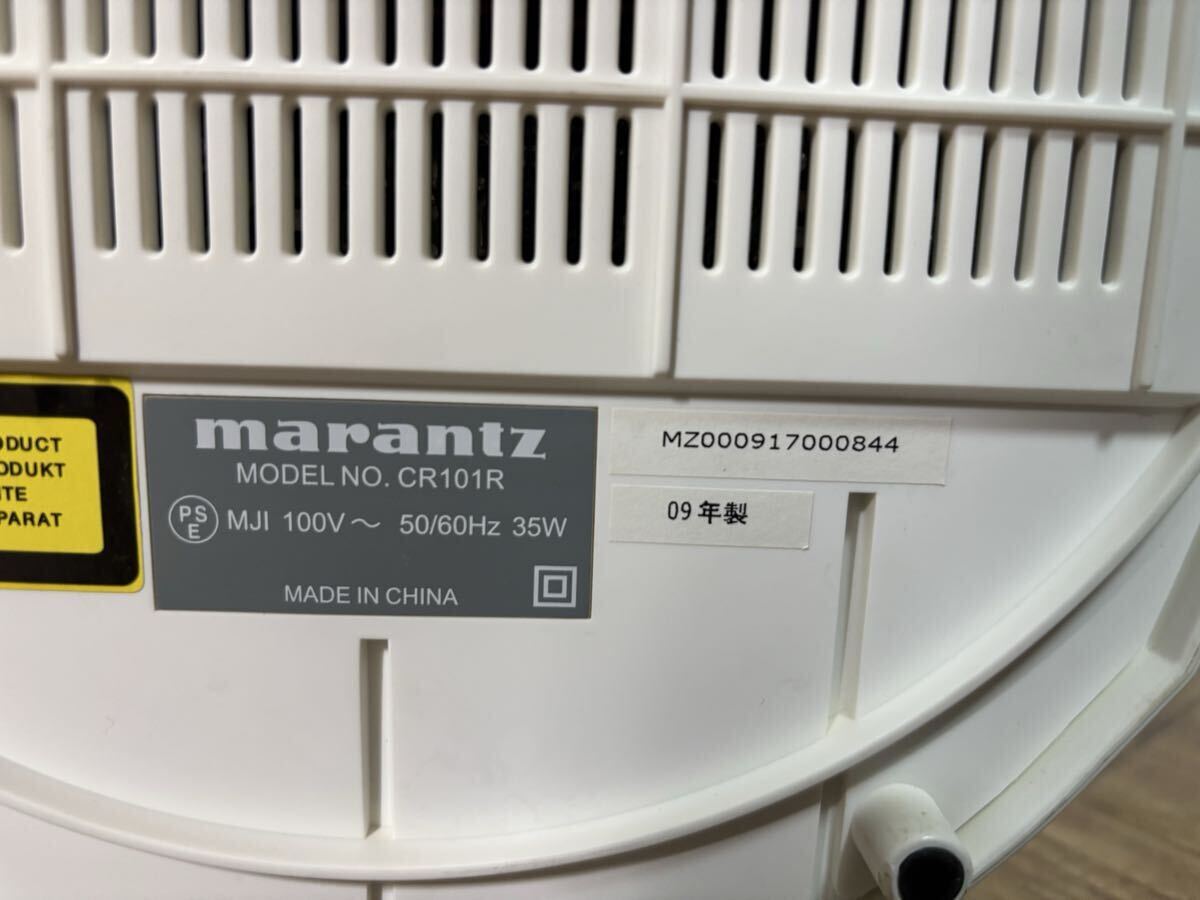 ODUCT
ODUKT
ITE
PARAT
marantz
MODEL NO. CR101R
PS
E
MJI 100V～ 50/60Hz 35W
MADE IN CHINA
MZ000917000844
09年製